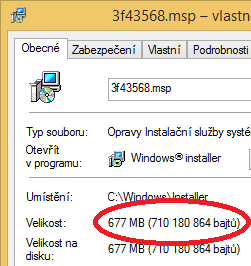 3f43568.msp – vlastn
Obecné Zabezpečení Vlastní Podrobnosti
3f43568.msp
Typ souboru: Opravy Instalační služby systé
Otevřít
v programu: Windows® installer
Umístění: C:\Windows\Installer
Velikost: 677 MB (710 180 864 bajtů)
Velikost na
disku: 677 MB (710 180 864 bajtů)